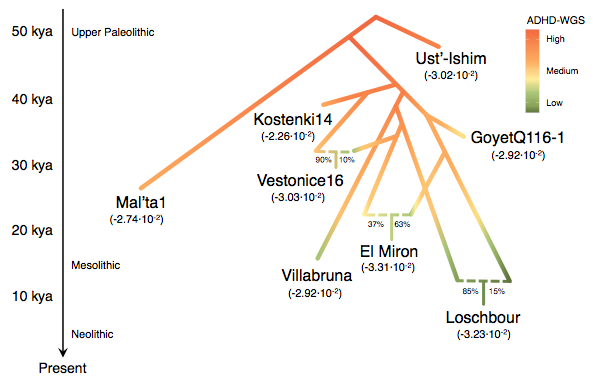 50 kya
Upper Paleolithic
ADHD-WGS
High
Medium
Low
Ust'-Ishim
(-3.02·10⁻²)
40 kya
Kostenki14
(-2.26·10⁻²)
GoyetQ116-1
(-2.92·10⁻²)
30 kya
90% 10%
Vestonice16
(-3.03·10⁻²)
Mal'ta1
(-2.74·10⁻²)
20 kya
37% 63%
El Miron
(-3.31·10⁻²)
Mesolithic
Villabruna
(-2.92·10⁻²)
10 kya
85% 15%
Loschbour
(-3.23·10⁻²)
Neolithic
Present